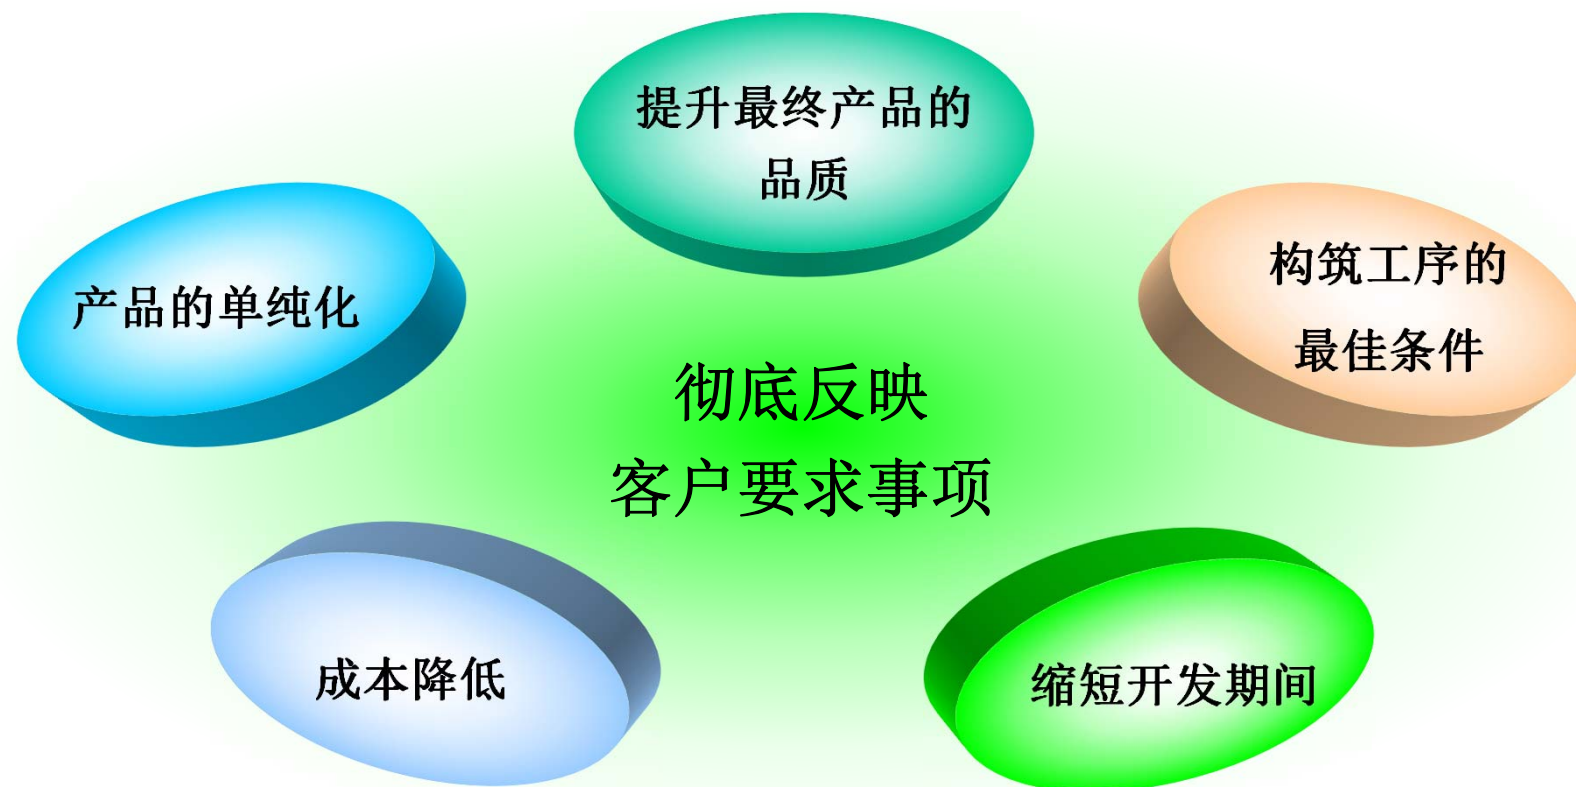 提升最终产品的
品质
产品的单纯化
构筑工序的
最佳条件
彻底反映
客户要求事项
成本降低
缩短开发期间